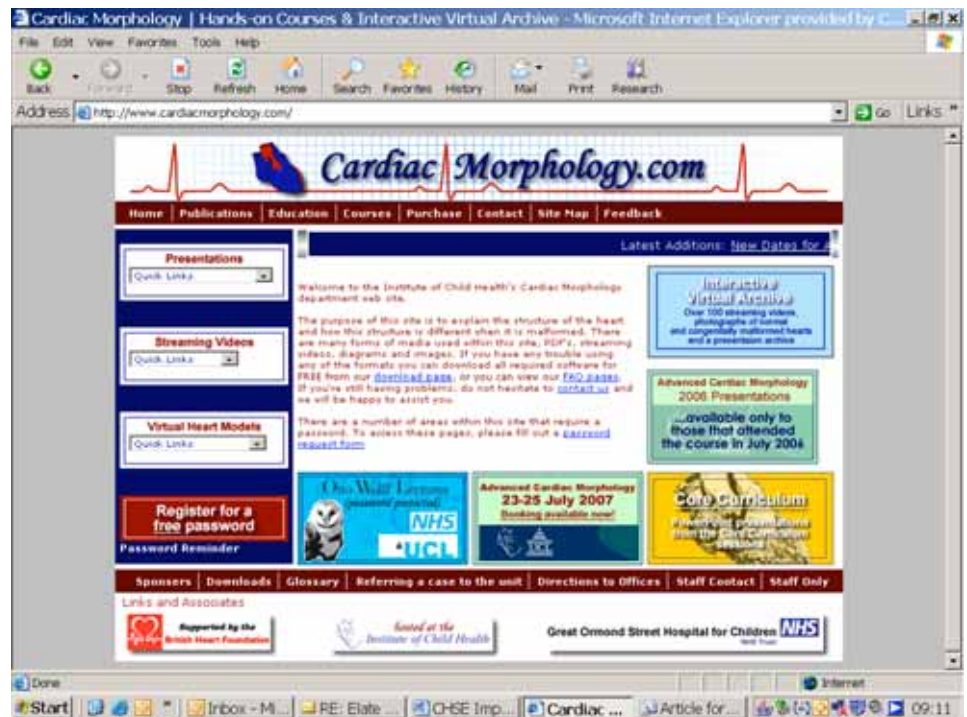 Cardiac Morphology | Hands-on Courses & Interactive Virtual Archive - Microsoft Internet Explorer provided by C...
File Edit View Favorites Tools Help
Back Forward Stop Refresh Home Search Favorites History Mail Print Research
Address http://www.cardiacmorphology.com/ Go Links »
Cardiac Morphology.com
Home | Publications | Education | Courses | Purchase | Contact | Site Map | Feedback
Latest Additions: New Dates for
Presentations
Quick Links
Streaming Videos
Quick Links
Virtual Heart Models
Quick Links
Register for a
free password
Password Reminder
Welcome to the Institute of Child Health's Cardiac Morphology
department web site.
The purpose of this site is to explain the structure of the heart
and how this structure is different when it is malformed. There
are many forms of media used within this site, PDF's, streaming
videos, diagrams and images. If you have any trouble using
any of the formats you can download all required software for
FREE from our download page, or you can view our FAQ pages.
If you're still having problems, do not hesitate to contact us and
we will be happy to assist you.
There are a number of areas within this site that require a
password. To access these pages, please fill out a password
request form
Interactive
Virtual Archive
Over 100 streaming videos,
photographs of normal
and congenitally malformed hearts
and a presentation archive
Advanced Cardiac Morphology
2006 Presentations
...available only to
those that attended
the course in July 2006
One Week Lectures
(password protected)
NHS
UCL
Advanced Cardiac Morphology
23-25 July 2007
Booking available now!
Core Curriculum
PowerPoint presentations
from the Core Curriculum
sessions
Sponsers | Downloads | Glossary | Referring a case to the unit | Directions to Offices | Staff Contact | Staff Only
Links and Associates
Supported by the
British Heart Foundation
hosted at the
Institute of Child Health
Great Ormond Street Hospital for Children NHS
NHS Trust
Done Internet
Start Inbox - M... RE: Elate ... CHSE Imp... Cardiac ... Article for... 09:11